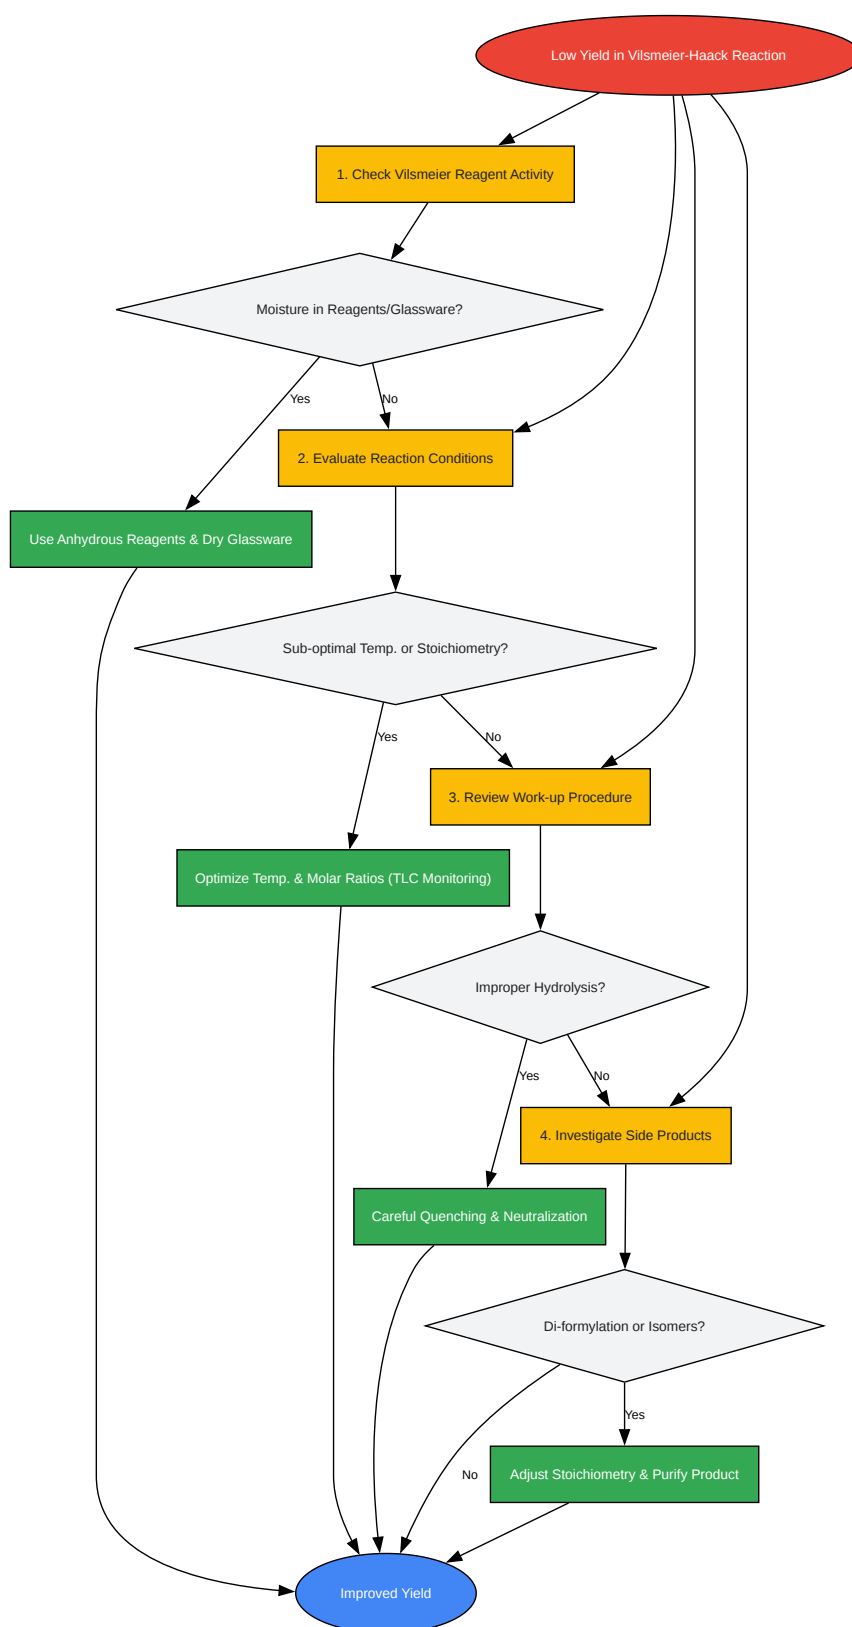 Low Yield in Vilsmeier-Haack Reaction
1. Check Vilsmeier Reagent Activity
Moisture in Reagents/Glassware?
Yes
No
2. Evaluate Reaction Conditions
Use Anhydrous Reagents & Dry Glassware
Sub-optimal Temp. or Stoichiometry?
Yes
No
3. Review Work-up Procedure
Optimize Temp. & Molar Ratios (TLC Monitoring)
Improper Hydrolysis?
Yes
No
4. Investigate Side Products
Careful Quenching & Neutralization
Di-formylation or Isomers?
Yes
No
Adjust Stoichiometry & Purify Product
Improved Yield